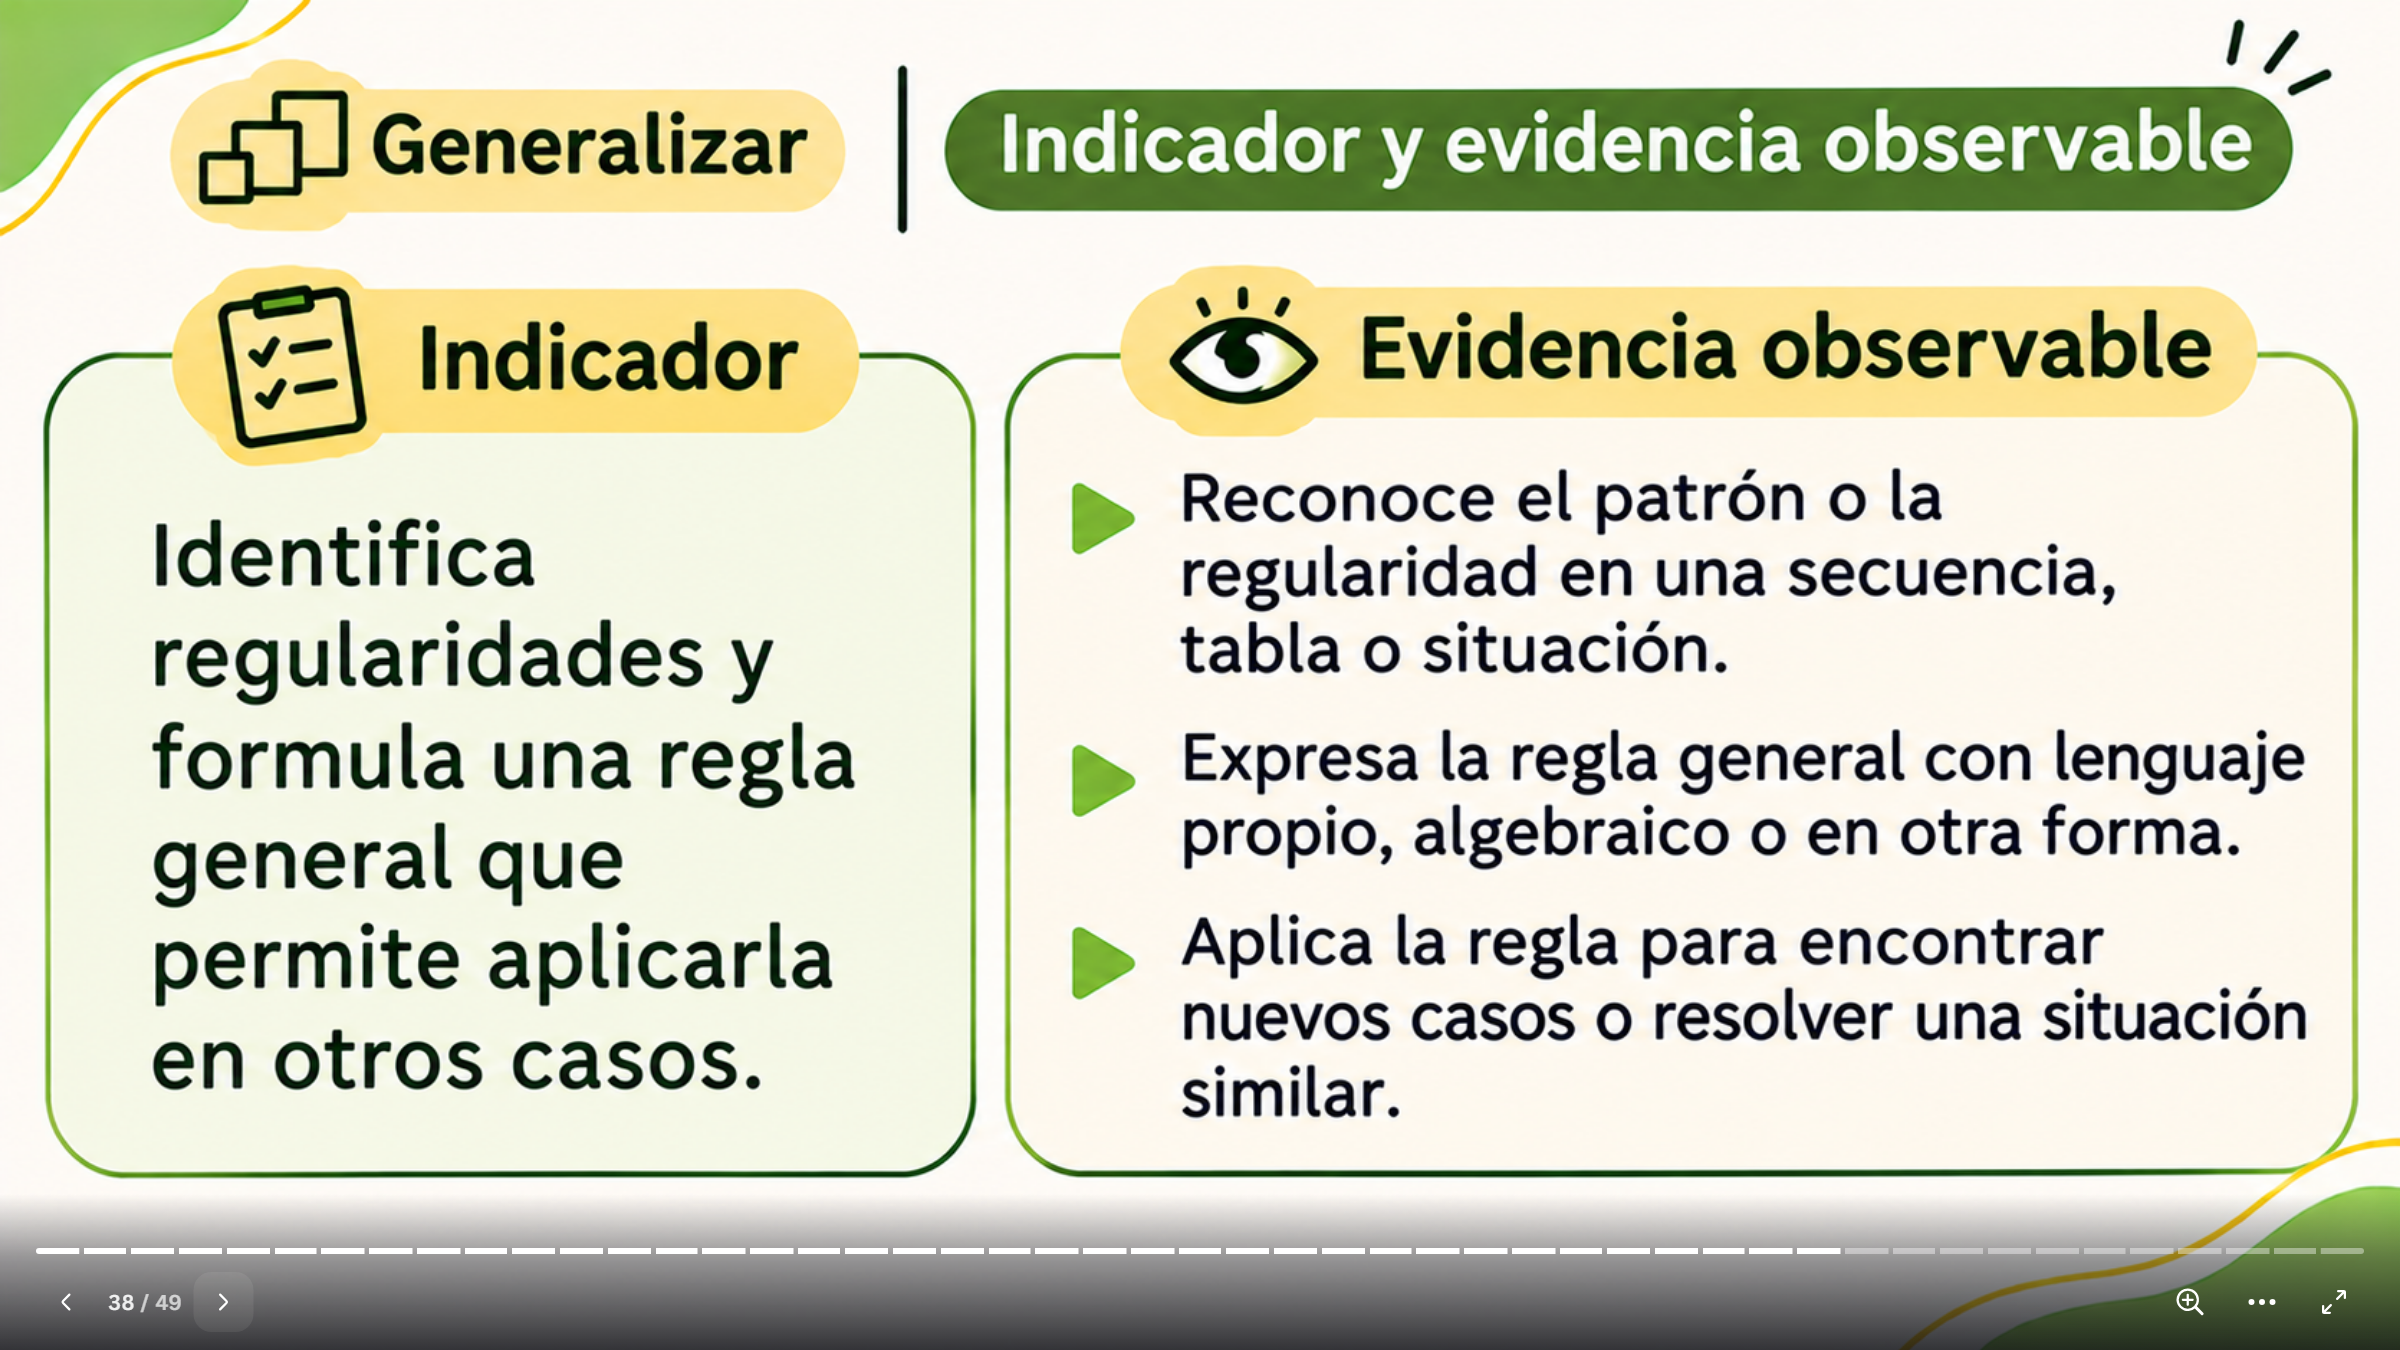 Generalizar
Indicador y evidencia observable
Indicador
Identifica
regularidades y
formula una regla
general que
permite aplicarla
en otros casos.
Evidencia observable
Reconoce el patrón o la
regularidad en una secuencia,
tabla o situación.
Expresa la regla general con lenguaje
propio, algebraico o en otra forma.
Aplica la regla para encontrar
nuevos casos o resolver una situación
similar.
38 / 49